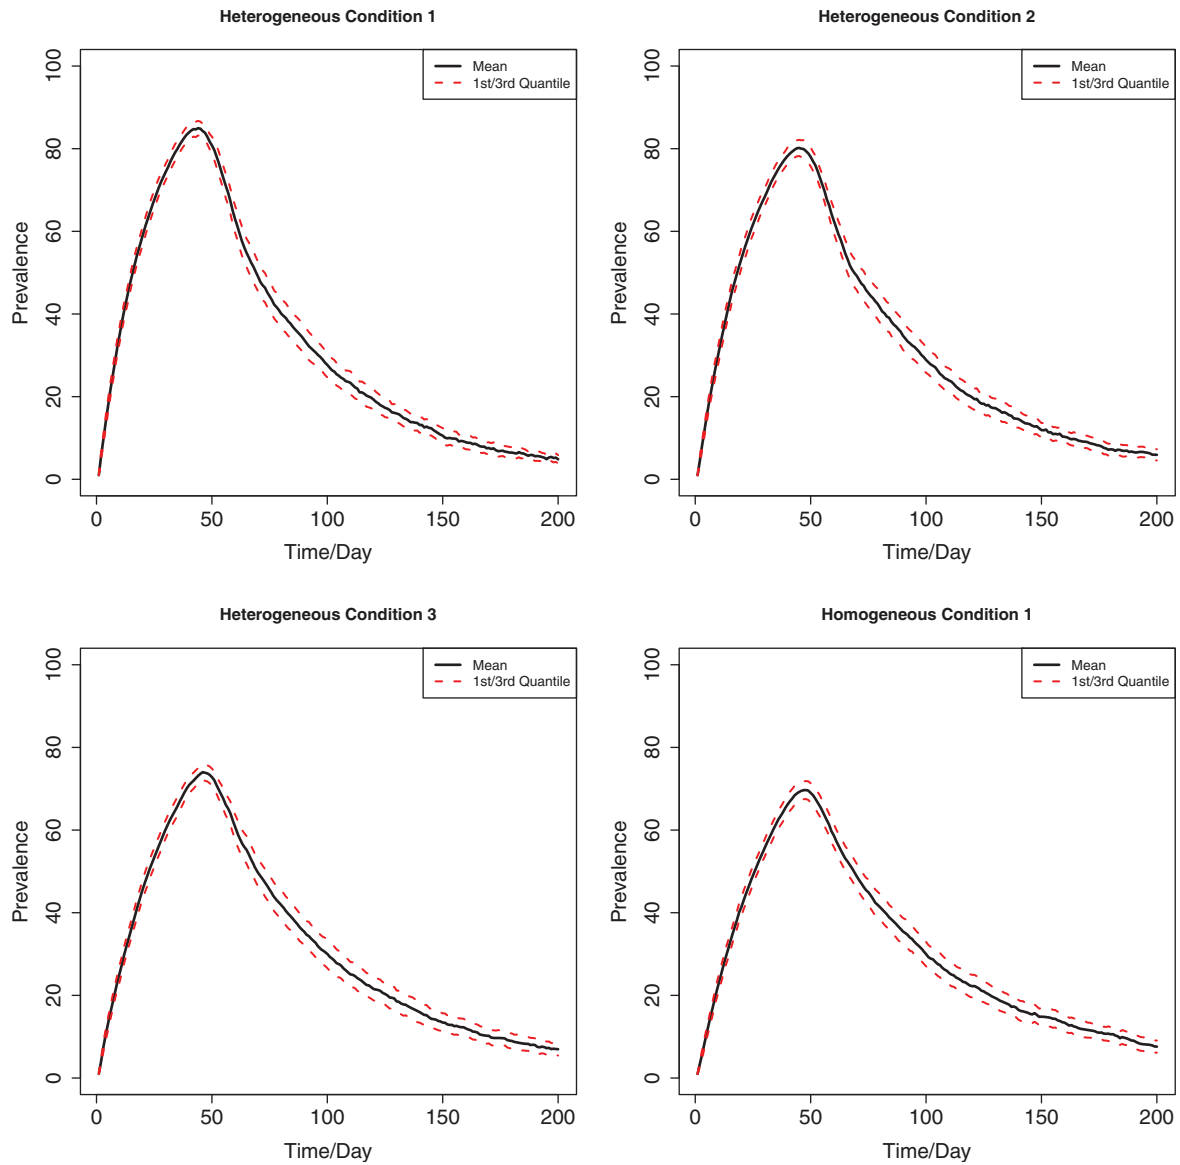 Heterogeneous Condition 1
Mean
1st/3rd Quantile
Prevalence
0
20
40
60
80
100
0 50 100 150 200
Time/Day
Heterogeneous Condition 2
Mean
1st/3rd Quantile
Prevalence
0
20
40
60
80
100
0 50 100 150 200
Time/Day
Heterogeneous Condition 3
Mean
1st/3rd Quantile
Prevalence
0
20
40
60
80
100
0 50 100 150 200
Time/Day
Homogeneous Condition 1
Mean
1st/3rd Quantile
Prevalence
0
20
40
60
80
100
0 50 100 150 200
Time/Day